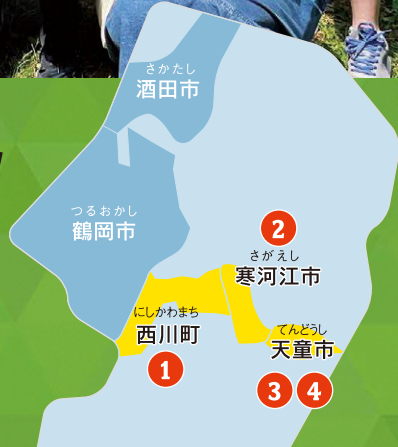 さかたし
酒田市
つるおかし
鶴岡市
2
さがえし
寒河江市
にしかわまち
西川町
1
てんどうし
天童市
3 4